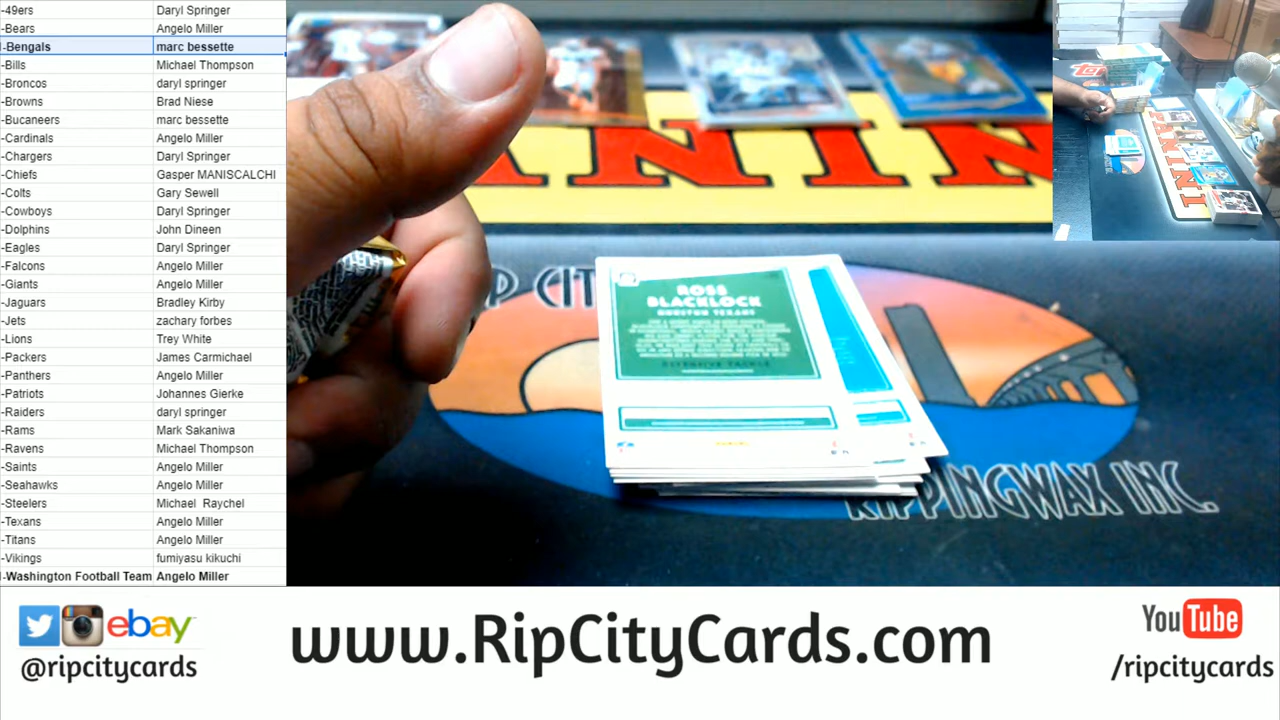 -49ers Daryl Springer
-Bears Angelo Miller
-Bengals marc bessette
-Bills Michael Thompson
-Broncos daryl springer
-Browns Brad Niese
-Bucaneers marc bessette
-Cardinals Angelo Miller
-Chargers Daryl Springer
-Chiefs Gasper MANISCALCHI
-Colts Gary Sewell
-Cowboys Daryl Springer
-Dolphins John Dineen
-Eagles Daryl Springer
-Falcons Angelo Miller
-Giants Angelo Miller
-Jaguars Bradley Kirby
-Jets zachary forbes
-Lions Trey White
-Packers James Carmichael
-Panthers Angelo Miller
-Patriots Johannes Gierke
-Raiders daryl springer
-Rams Mark Sakaniwa
-Ravens Michael Thompson
-Saints Angelo Miller
-Seahawks Angelo Miller
-Steelers Michael Raychel
-Texans Angelo Miller
-Titans Angelo Miller
-Vikings fumiyasu kikuchi
-Washington Football Team Angelo Miller
ANINI
P CIT
ROSS
BLACKLOCK
HOUSTON TEXANS
DEFENSIVE TACKLE
RIPPINGWAX INC.
ebay
@ripcitycards
www.RipCityCards.com
YouTube
/ripcitycards